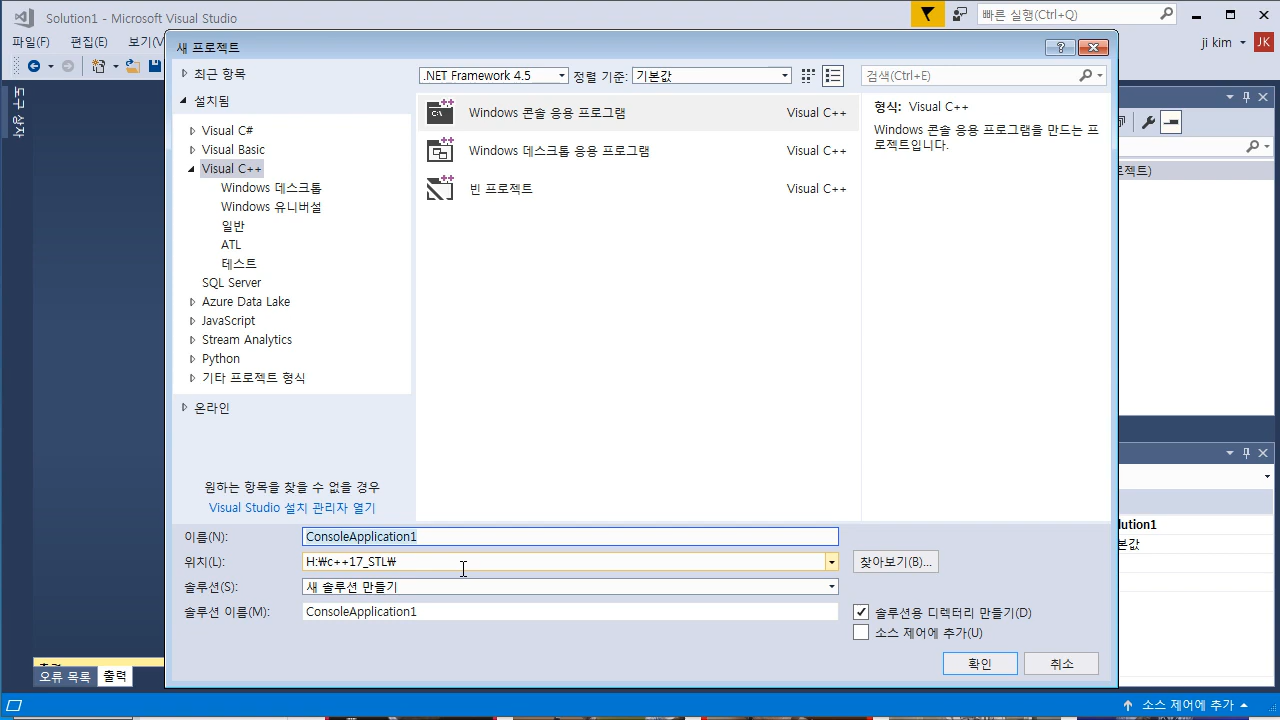 Solution1 - Microsoft Visual Studio
빠른 실행(Ctrl+Q)
파일(F) 편집(E) 보기(V
ji kim JK
도구 상자
새 프로젝트
최근 항목
.NET Framework 4.5 정렬 기준: 기본값
검색(Ctrl+E)
설치됨
Visual C#
Visual Basic
Visual C++
Windows 데스크톱
Windows 유니버설
일반
ATL
테스트
SQL Server
Azure Data Lake
JavaScript
Stream Analytics
Python
기타 프로젝트 형식
온라인
원하는 항목을 찾을 수 없을 경우
Visual Studio 설치 관리자 열기
Windows 콘솔 응용 프로그램 Visual C++
Windows 데스크톱 응용 프로그램 Visual C++
빈 프로젝트 Visual C++
형식: Visual C++
Windows 콘솔 응용 프로그램을 만드는 프
로젝트입니다.
젝트)
이름(N): ConsoleApplication1
위치(L): H:₩c++17_STL₩ 찾아보기(B)...
솔루션(S): 새 솔루션 만들기
솔루션 이름(M): ConsoleApplication1
솔루션용 디렉터리 만들기(D)
소스 제어에 추가(U)
확인 취소
lution1
본값
오류 목록 출력
소스 제어에 추가